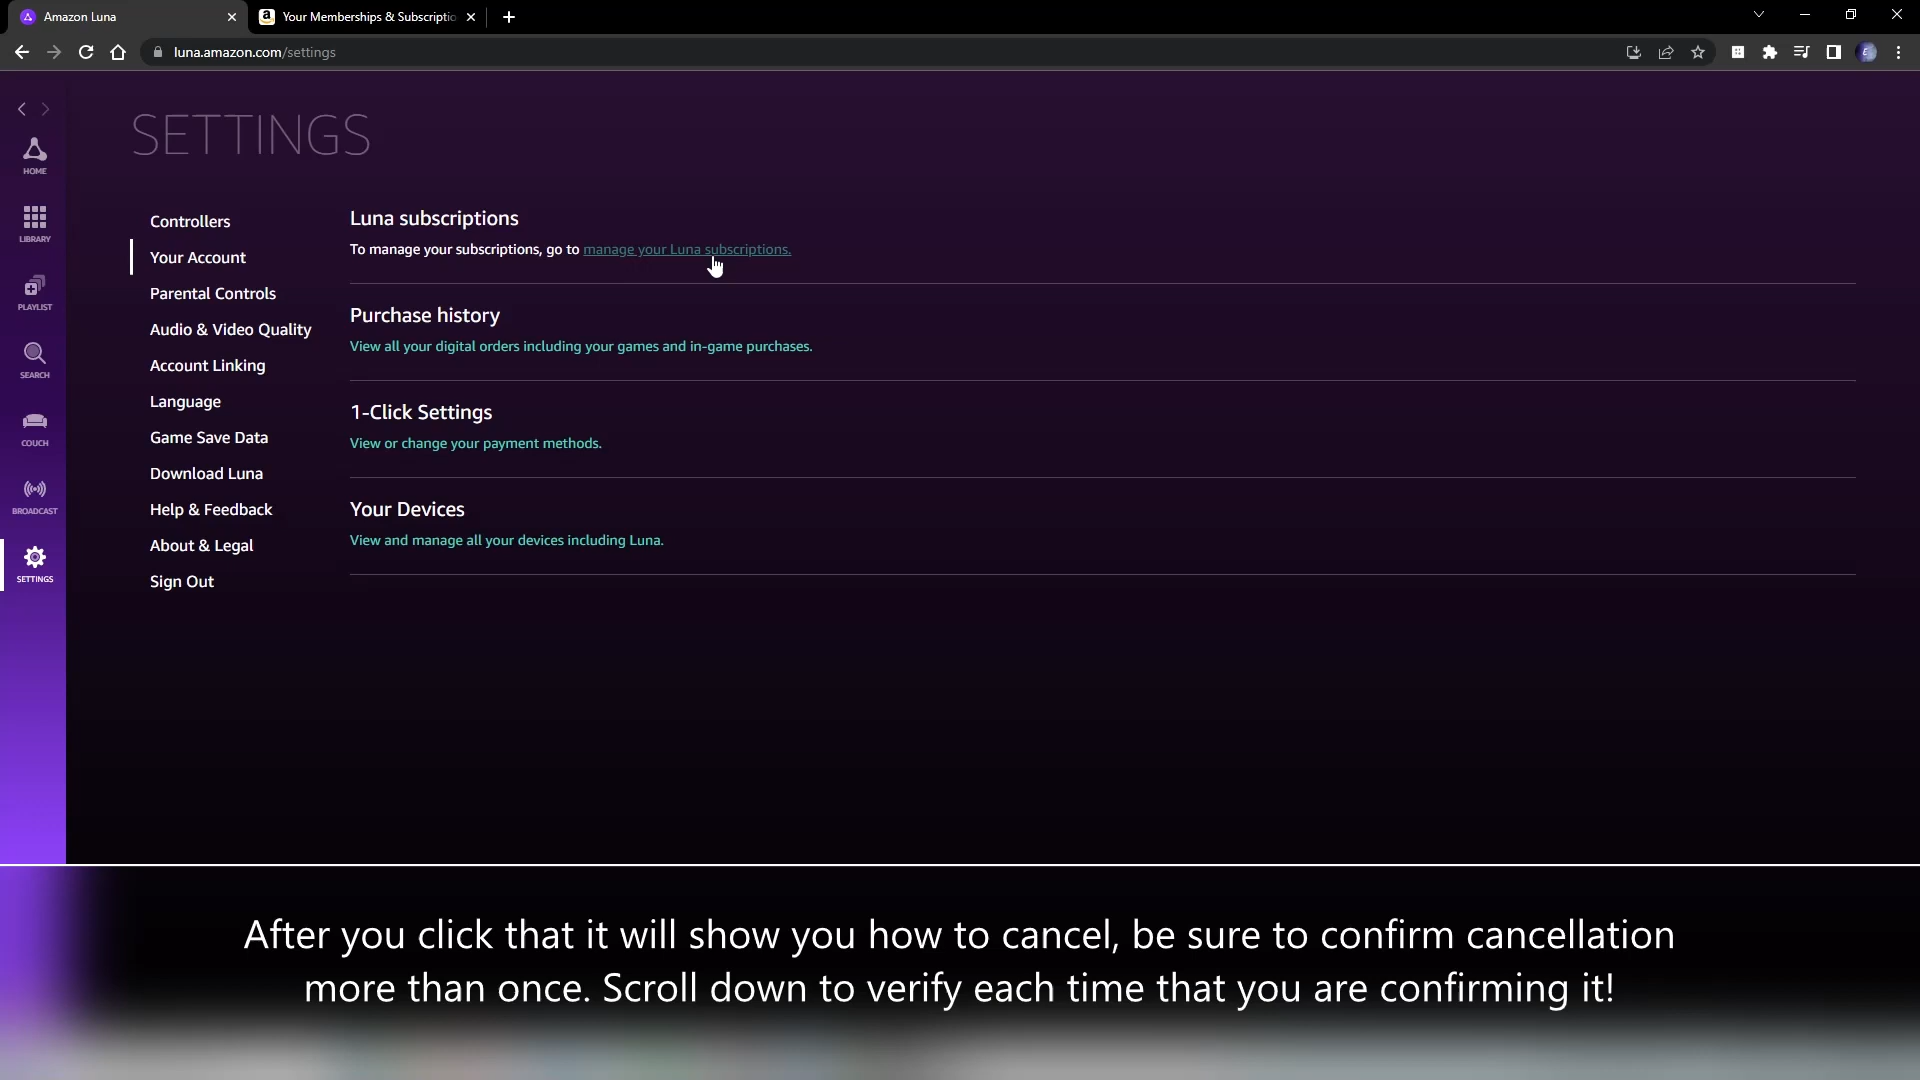 Amazon Luna
Your Memberships & Subscriptio
luna.amazon.com/settings
SETTINGS
HOME
LIBRARY
PLAYLIST
SEARCH
COUCH
BROADCAST
SETTINGS
Controllers
Your Account
Parental Controls
Audio & Video Quality
Account Linking
Language
Game Save Data
Download Luna
Help & Feedback
About & Legal
Sign Out
Luna subscriptions
To manage your subscriptions, go to manage your Luna subscriptions.
Purchase history
View all your digital orders including your games and in-game purchases.
1-Click Settings
View or change your payment methods.
Your Devices
View and manage all your devices including Luna.
After you click that it will show you how to cancel, be sure to confirm cancellation
more than once. Scroll down to verify each time that you are confirming it!